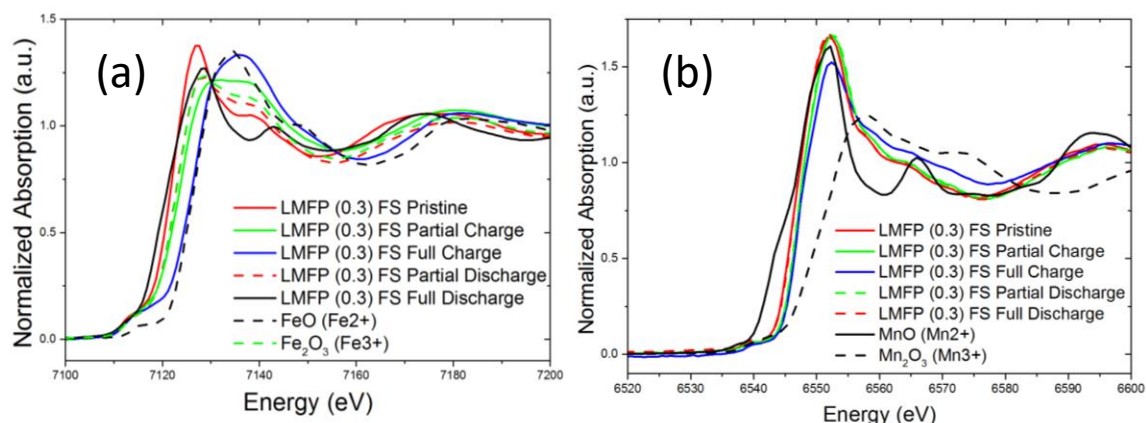 (a)
Normalized Absorption (a.u.)
1.5
1.0
0.5
0.0
LMFP (0.3) FS Pristine
LMFP (0.3) FS Partial Charge
LMFP (0.3) FS Full Charge
LMFP (0.3) FS Partial Discharge
LMFP (0.3) FS Full Discharge
FeO (Fe2+)
Fe₂O₃ (Fe3+)
7100 7120 7140 7160 7180 7200
Energy (eV)
(b)
Normalized Absorption (a.u.)
1.5
1.0
0.5
0.0
LMFP (0.3) FS Pristine
LMFP (0.3) FS Partial Charge
LMFP (0.3) FS Full Charge
LMFP (0.3) FS Partial Discharge
LMFP (0.3) FS Full Discharge
MnO (Mn2+)
Mn₂O₃ (Mn3+)
6520 6530 6540 6550 6560 6570 6580 6590 6600
Energy (eV)